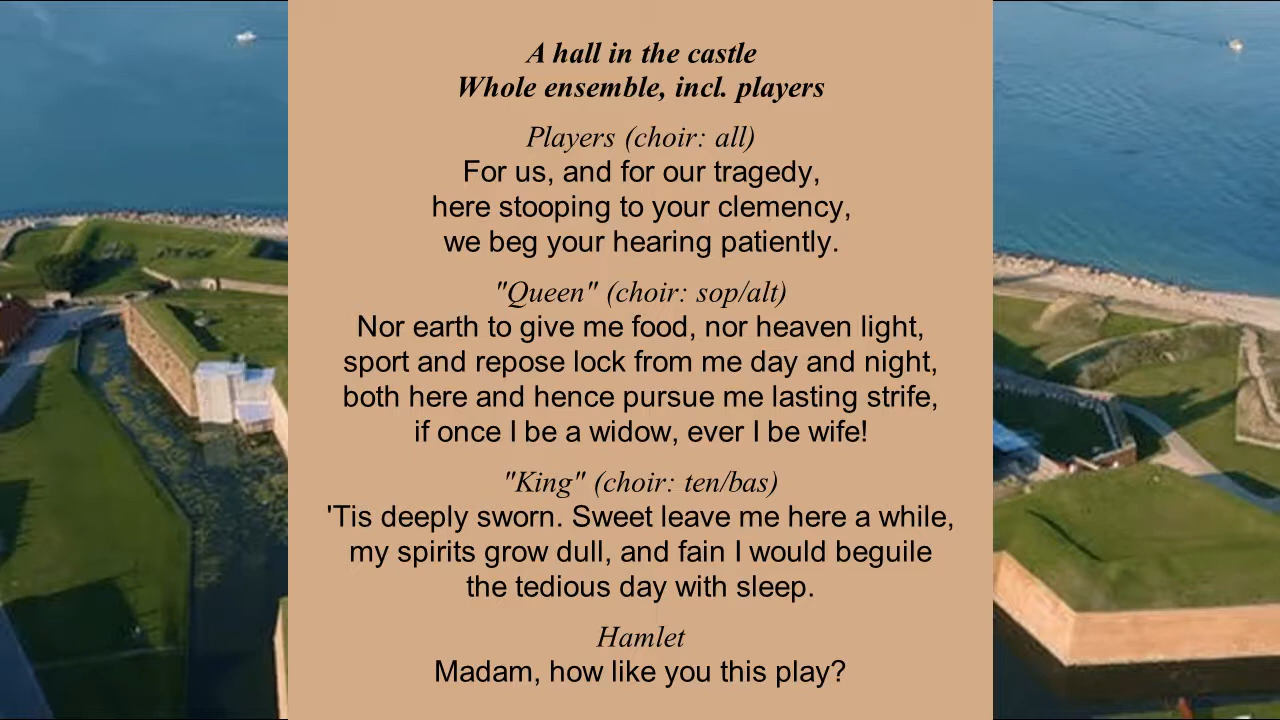 A hall in the castle
Whole ensemble, incl. players
Players (choir: all)
For us, and for our tragedy,
here stooping to your clemency,
we beg your hearing patiently.
"Queen" (choir: sop/alt)
Nor earth to give me food, nor heaven light,
sport and repose lock from me day and night,
both here and hence pursue me lasting strife,
if once I be a widow, ever I be wife!
"King" (choir: ten/bas)
'Tis deeply sworn. Sweet leave me here a while,
my spirits grow dull, and fain I would beguile
the tedious day with sleep.
Hamlet
Madam, how like you this play?